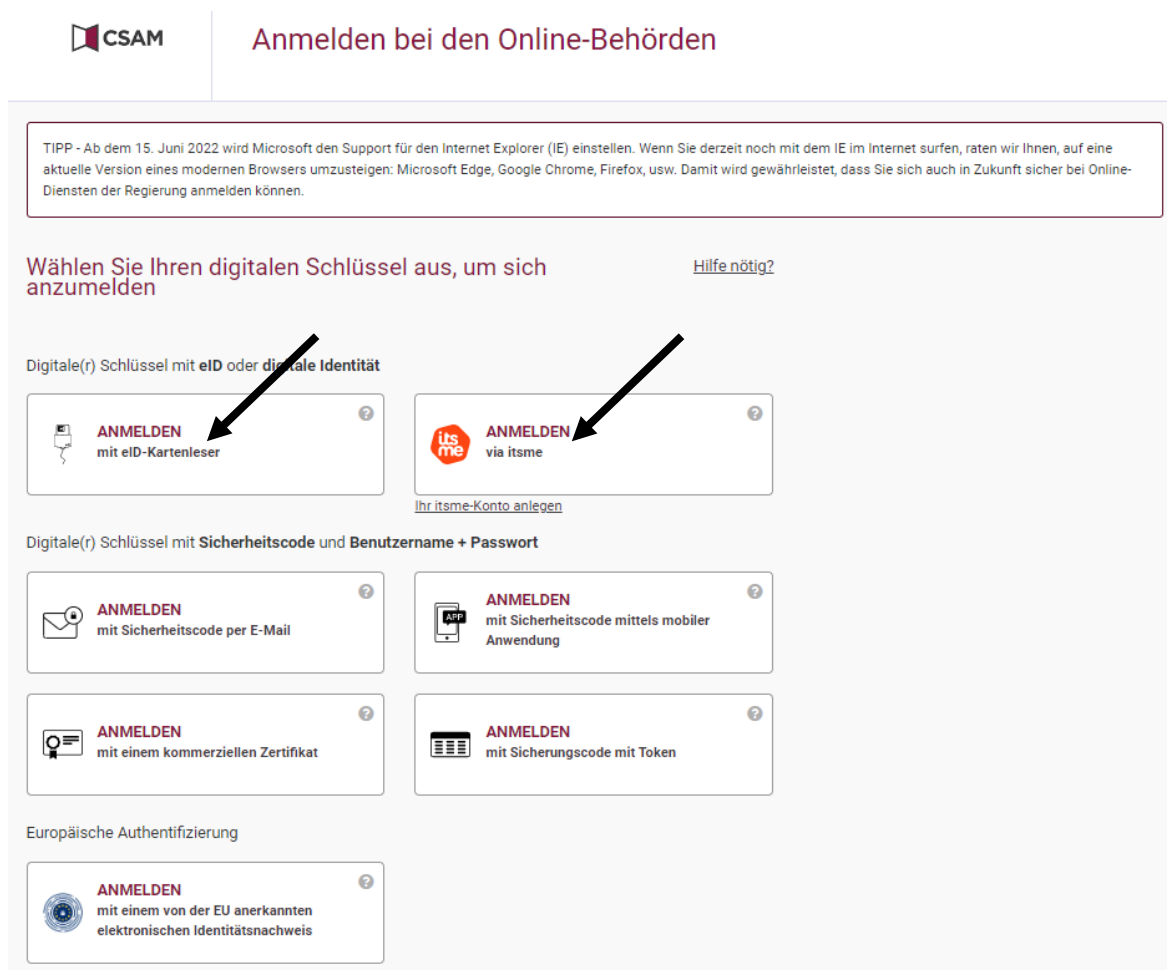 CSAM
Anmelden bei den Online-Behörden
TIPP - Ab dem 15. Juni 2022 wird Microsoft den Support für den Internet Explorer (IE) einstellen. Wenn Sie derzeit noch mit dem IE im Internet surfen, raten wir Ihnen, auf eine
aktuelle Version eines modernen Browsers umzusteigen: Microsoft Edge, Google Chrome, Firefox, usw. Damit wird gewährleistet, dass Sie sich auch in Zukunft sicher bei Online-
Diensten der Regierung anmelden können.
Wählen Sie Ihren digitalen Schlüssel aus, um sich
anzumelden
Hilfe nötig?
Digitale(r) Schlüssel mit eID oder digitale Identität
?
ANMELDEN
mit eID-Kartenleser
?
its
me
ANMELDEN
via itsme
Ihr itsme-Konto anlegen
Digitale(r) Schlüssel mit Sicherheitscode und Benutzername + Passwort
?
ANMELDEN
mit Sicherheitscode per E-Mail
?
APP
ANMELDEN
mit Sicherheitscode mittels mobiler
Anwendung
?
ANMELDEN
mit einem kommerziellen Zertifikat
?
ANMELDEN
mit Sicherungscode mit Token
Europäische Authentifizierung
?
ANMELDEN
mit einem von der EU anerkannten
elektronischen Identitätsnachweis